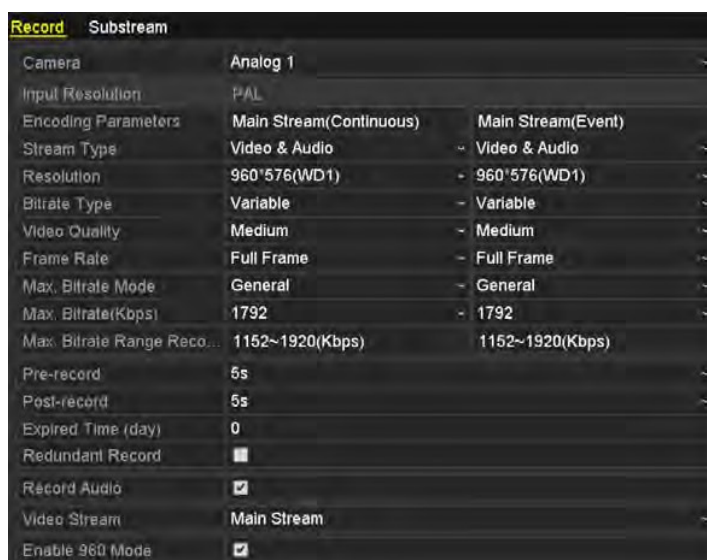 Record Substream
Camera Analog 1
Input Resolution PAL
Encoding Parameters Main Stream(Continuous) Main Stream(Event)
Stream Type Video & Audio Video & Audio
Resolution 960*576(WD1) 960*576(WD1)
Bitrate Type Variable Variable
Video Quality Medium Medium
Frame Rate Full Frame Full Frame
Max. Bitrate Mode General General
Max. Bitrate(Kbps) 1792 1792
Max. Bitrate Range Reco... 1152~1920(Kbps) 1152~1920(Kbps)
Pre-record 5s
Post-record 5s
Expired Time (day) 0
Redundant Record
Record Audio
Video Stream Main Stream
Enable 960 Mode